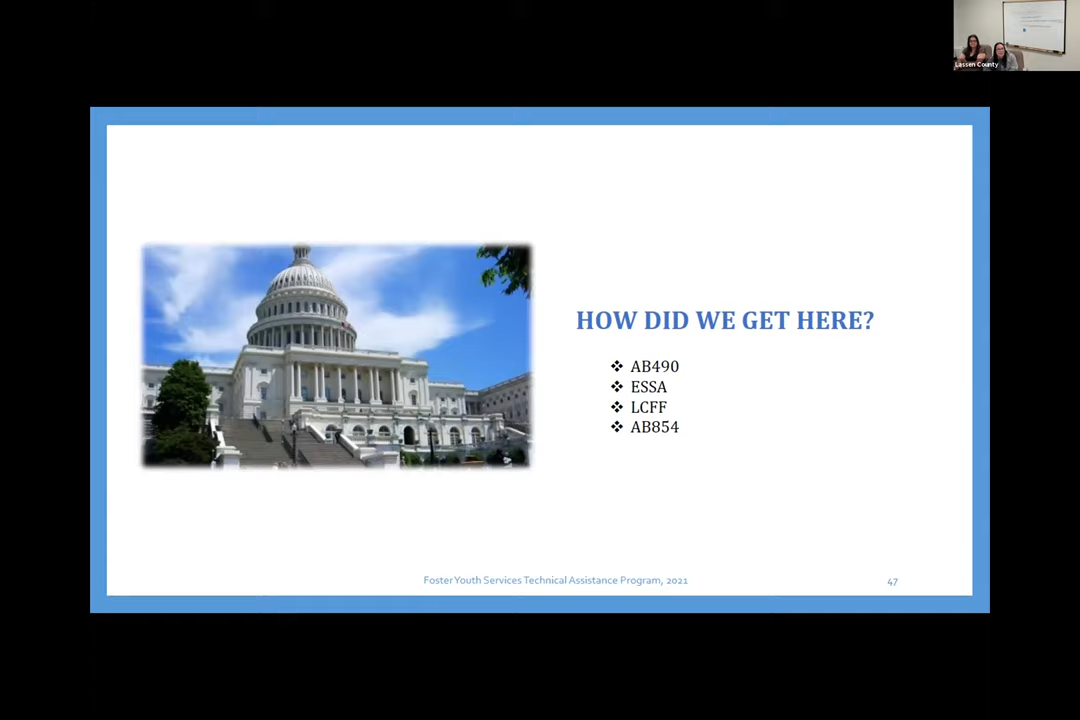 Lassen County
HOW DID WE GET HERE?
❖ AB490
❖ ESSA
❖ LCFF
❖ AB854
Foster Youth Services Technical Assistance Program, 2021
47